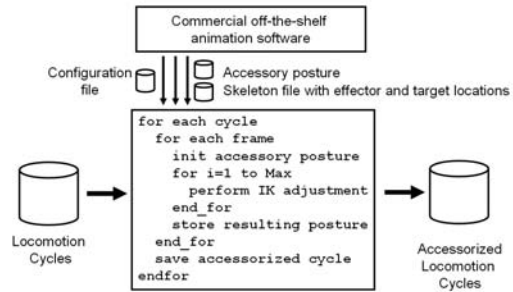 Commercial off-the-shelf
animation software
Configuration
file
Accessory posture
Skeleton file with effector and target locations
for each cycle
for each frame
init accessory posture
for i=1 to Max
perform IK adjustment
end_for
store resulting posture
end_for
save accessorized cycle
endfor
Locomotion
Cycles
Accessorized
Locomotion
Cycles